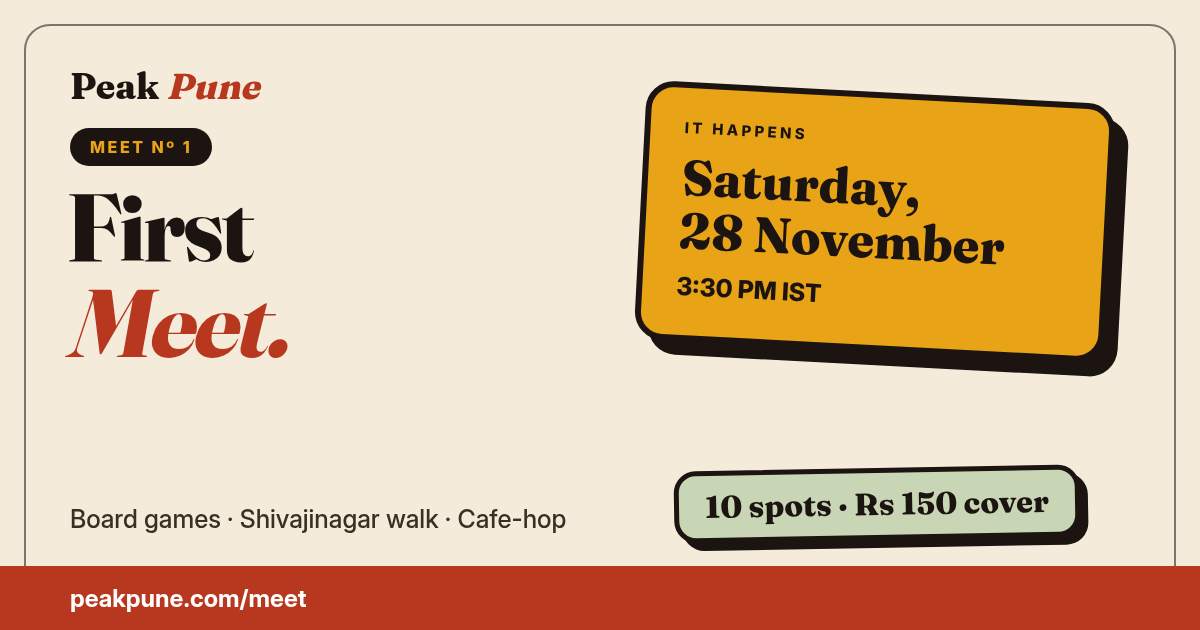 Peak Pune
MEET Nº 1
First
Meet.
IT HAPPENS
Saturday,
28 November
3:30 PM IST
Board games · Shivajinagar walk · Cafe-hop
10 spots · Rs 150 cover
peakpune.com/meet